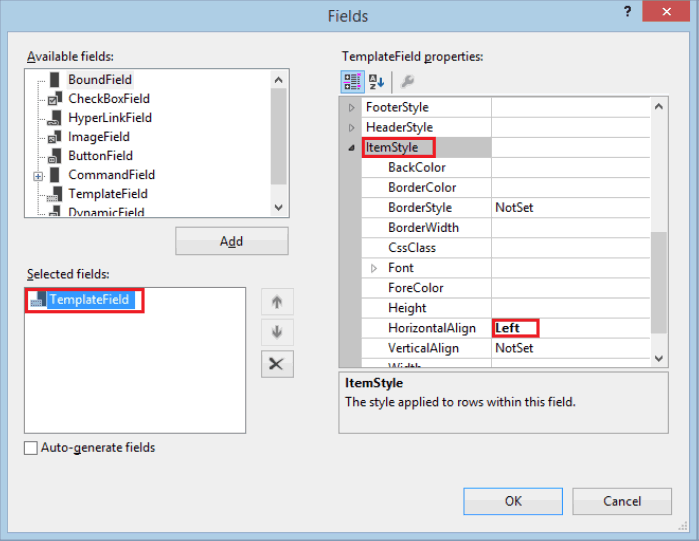 Fields
?
Available fields:
BoundField
CheckBoxField
HyperLinkField
ImageField
ButtonField
CommandField
TemplateField
DynamicField
Add
Selected fields:
TemplateField
Auto-generate fields
TemplateField properties:
FooterStyle
HeaderStyle
ItemStyle
BackColor
BorderColor
BorderStyle NotSet
BorderWidth
CssClass
Font
ForeColor
Height
HorizontalAlign Left
VerticalAlign NotSet
Width
ItemStyle
The style applied to rows within this field.
OK Cancel